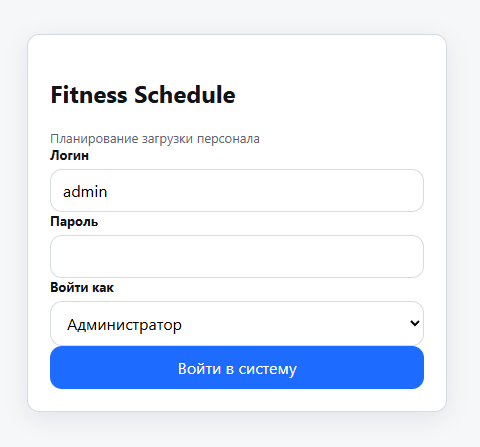 Fitness Schedule
Планирование загрузки персонала
Логин
admin
Пароль
Войти как
Администратор
Войти в систему